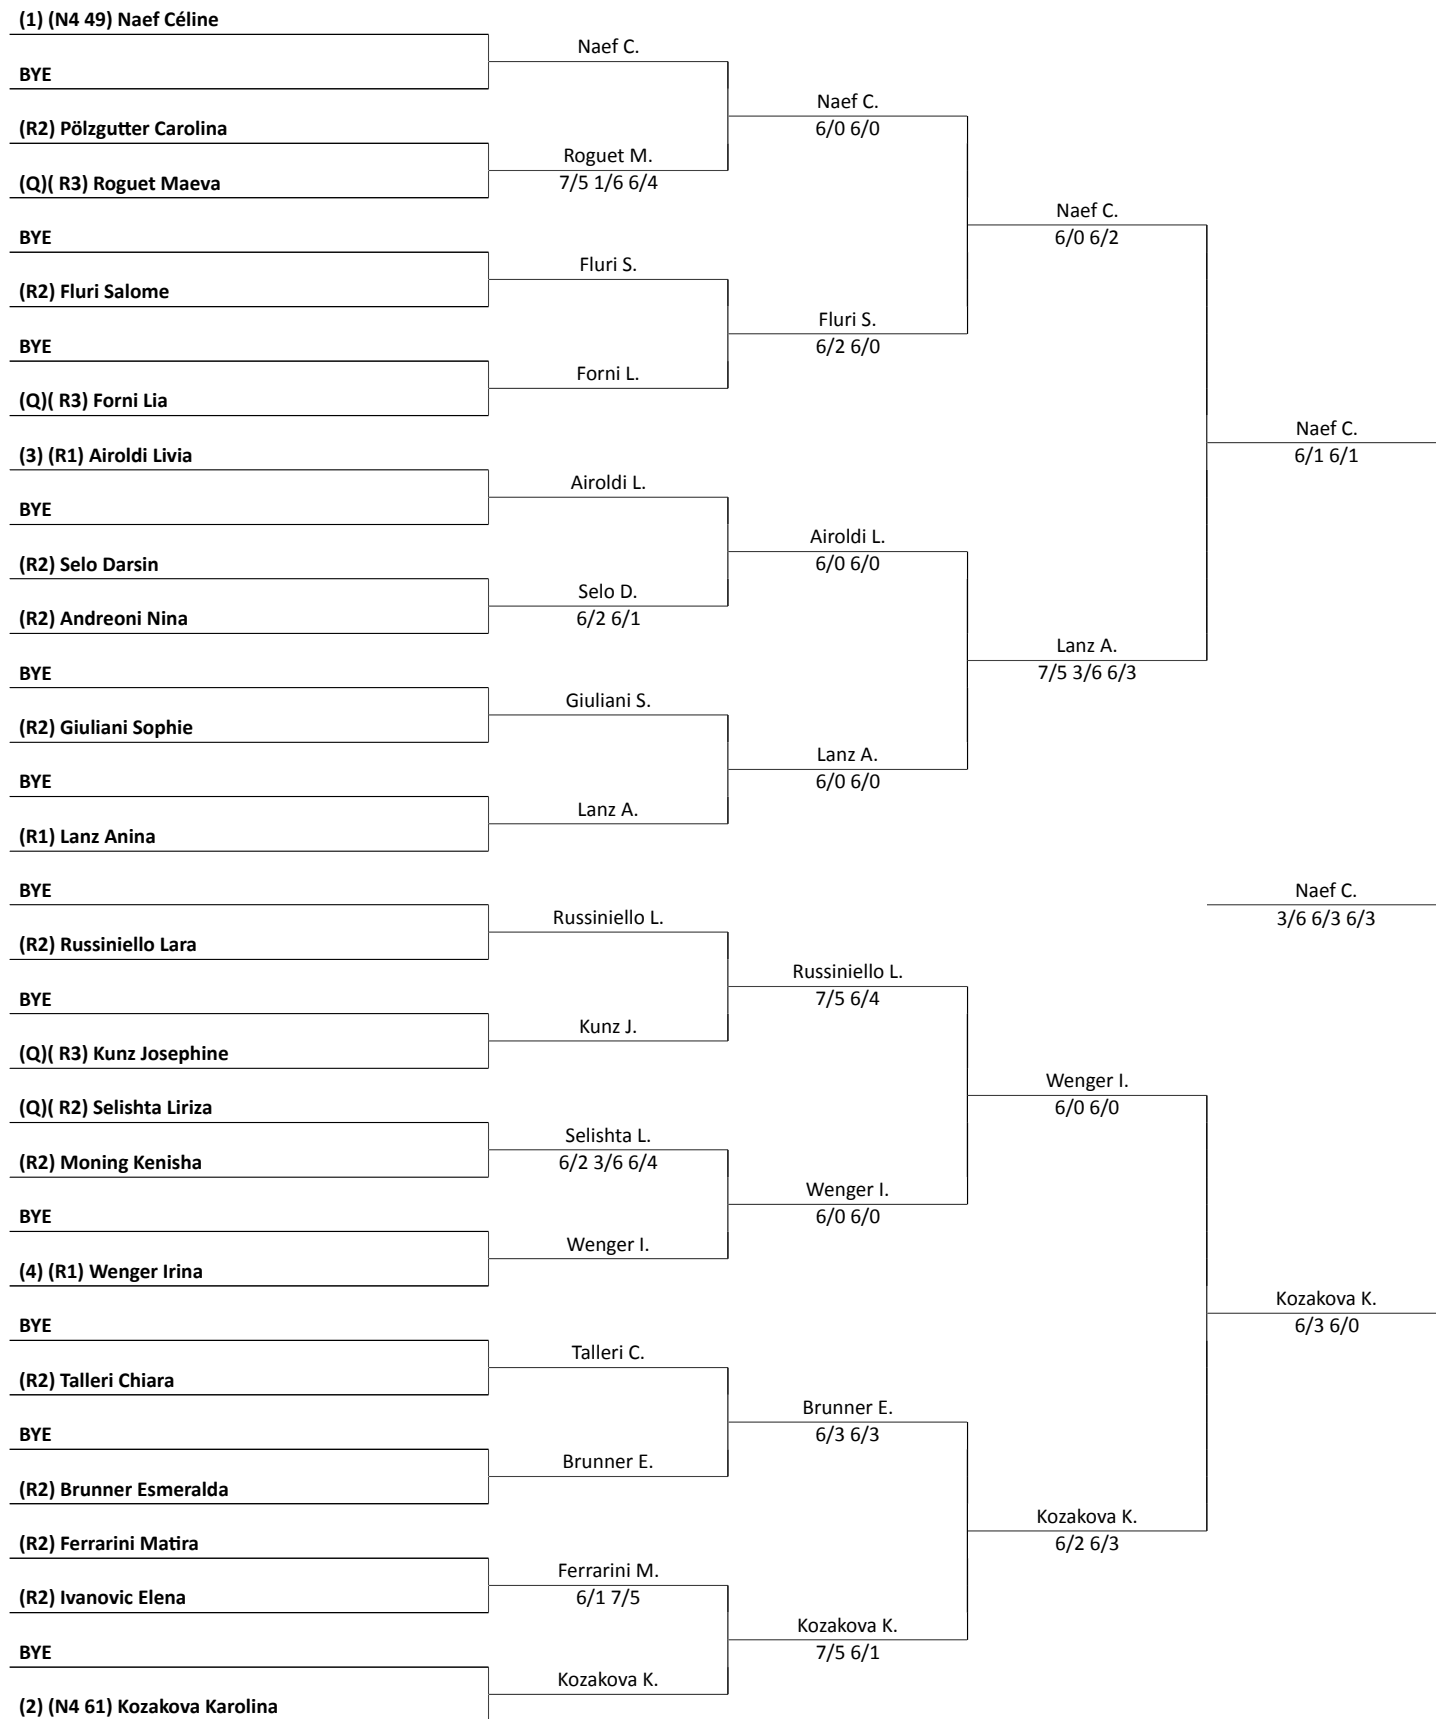 (1) (N4 49) Naef Céline
BYE
(R2) Pölzgutter Carolina
(Q)( R3) Roguet Maeva
BYE
(R2) Fluri Salome
BYE
(Q)( R3) Forni Lia
(3) (R1) Airoldi Livia
BYE
(R2) Selo Darsin
(R2) Andreoni Nina
BYE
(R2) Giuliani Sophie
BYE
(R1) Lanz Anina
BYE
(R2) Russiniello Lara
BYE
(Q)( R3) Kunz Josephine
(Q)( R2) Selishta Liriza
(R2) Moning Kenisha
BYE
(4) (R1) Wenger Irina
BYE
(R2) Talleri Chiara
BYE
(R2) Brunner Esmeralda
(R2) Ferrarini Matira
(R2) Ivanovic Elena
BYE
(2) (N4 61) Kozakova Karolina
Naef C.
Roguet M.
7/5 1/6 6/4
Fluri S.
Forni L.
Airoldi L.
Selo D.
6/2 6/1
Giuliani S.
Lanz A.
Russiniello L.
Kunz J.
Selishta L.
6/2 3/6 6/4
Wenger I.
Talleri C.
Brunner E.
Ferrarini M.
6/1 7/5
Kozakova K.
Naef C.
6/0 6/0
Fluri S.
6/2 6/0
Airoldi L.
6/0 6/0
Lanz A.
6/0 6/0
Russiniello L.
7/5 6/4
Wenger I.
6/0 6/0
Brunner E.
6/3 6/3
Kozakova K.
7/5 6/1
Naef C.
6/0 6/2
Lanz A.
7/5 3/6 6/3
Wenger I.
6/0 6/0
Kozakova K.
6/2 6/3
Naef C.
6/1 6/1
Naef C.
3/6 6/3 6/3
Kozakova K.
6/3 6/0